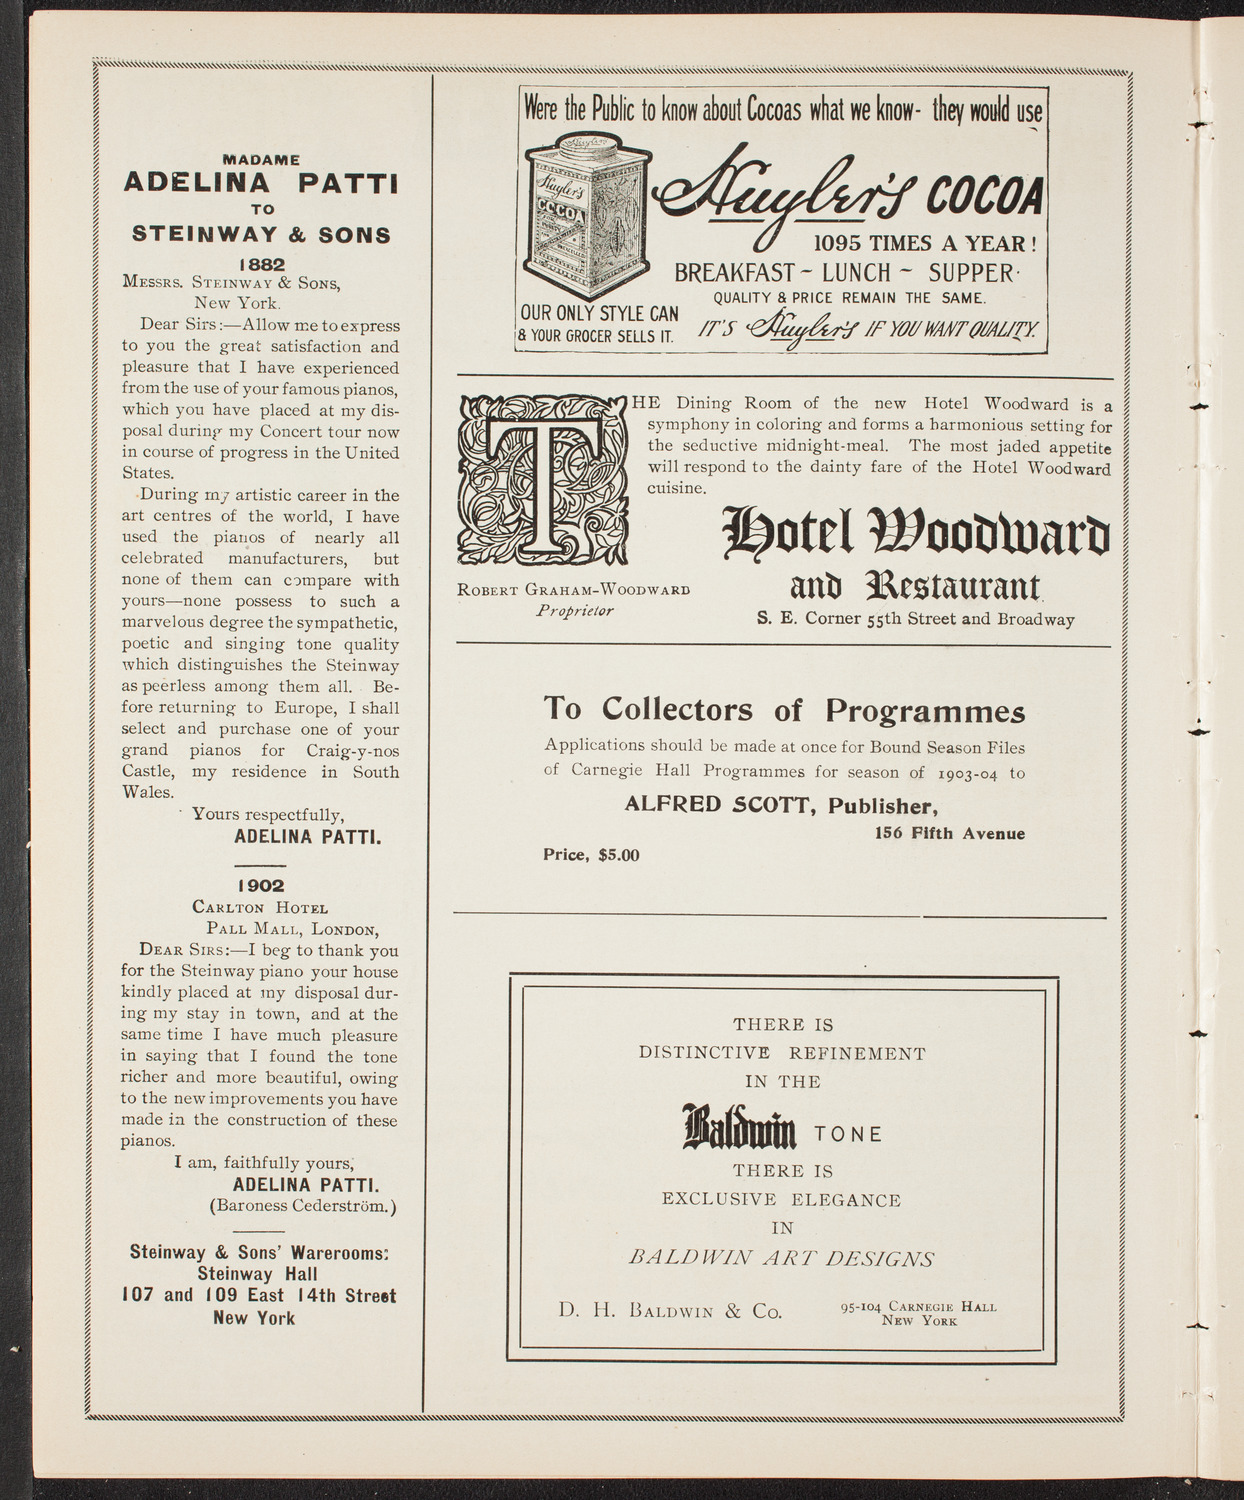 MADAME
ADELINA PATTI
TO
STEINWAY & SONS
1882
MESSRS. STEINWAY & SONS,
New York.
Dear Sirs:—Allow me to express
to you the great satisfaction and
pleasure that I have experienced
from the use of your famous pianos,
which you have placed at my dis-
posal during my Concert tour now
in course of progress in the United
States.
During my artistic career in the
art centres of the world, I have
used the pianos of nearly all
celebrated manufacturers, but
none of them can compare with
yours—none possess to such a
marvelous degree the sympathetic,
poetic and singing tone quality
which distinguishes the Steinway
as peerless among them all. Be-
fore returning to Europe, I shall
select and purchase one of your
grand pianos for Craig-y-nos
Castle, my residence in South
Wales.
Yours respectfully,
ADELINA PATTI.
1902
CARLTON HOTEL
PALL MALL, LONDON,
DEAR SIRS:—I beg to thank you
for the Steinway piano your house
kindly placed at my disposal dur-
ing my stay in town, and at the
same time I have much pleasure
in saying that I found the tone
richer and more beautiful, owing
to the new improvements you have
made in the construction of these
pianos.
I am, faithfully yours,
ADELINA PATTI.
(Baroness Cederström.)
Steinway & Sons' Warerooms:
Steinway Hall
107 and 109 East 14th Street
New York
Were the Public to know about Cocoas what we know- they would use
Huyler's
Huyler's
COCOA
Huyler's COCOA
1095 TIMES A YEAR!
BREAKFAST ~ LUNCH ~ SUPPER.
QUALITY & PRICE REMAIN THE SAME.
OUR ONLY STYLE CAN
& YOUR GROCER SELLS IT.
IT'S Huyler's IF YOU WANT QUALITY.
THE Dining Room of the new Hotel Woodward is a
symphony in coloring and forms a harmonious setting for
the seductive midnight-meal. The most jaded appetite
will respond to the dainty fare of the Hotel Woodward
cuisine.
Hotel Woodward
and Restaurant
ROBERT GRAHAM-WOODWARD
Proprietor
S. E. Corner 55th Street and Broadway
To Collectors of Programmes
Applications should be made at once for Bound Season Files
of Carnegie Hall Programmes for season of 1903-04 to
ALFRED SCOTT, Publisher,
156 Fifth Avenue
Price, $5.00
THERE IS
DISTINCTIVE REFINEMENT
IN THE
Baldwin TONE
THERE IS
EXCLUSIVE ELEGANCE
IN
BALDWIN ART DESIGNS
D. H. BALDWIN & Co.
95-104 CARNEGIE HALL
NEW YORK